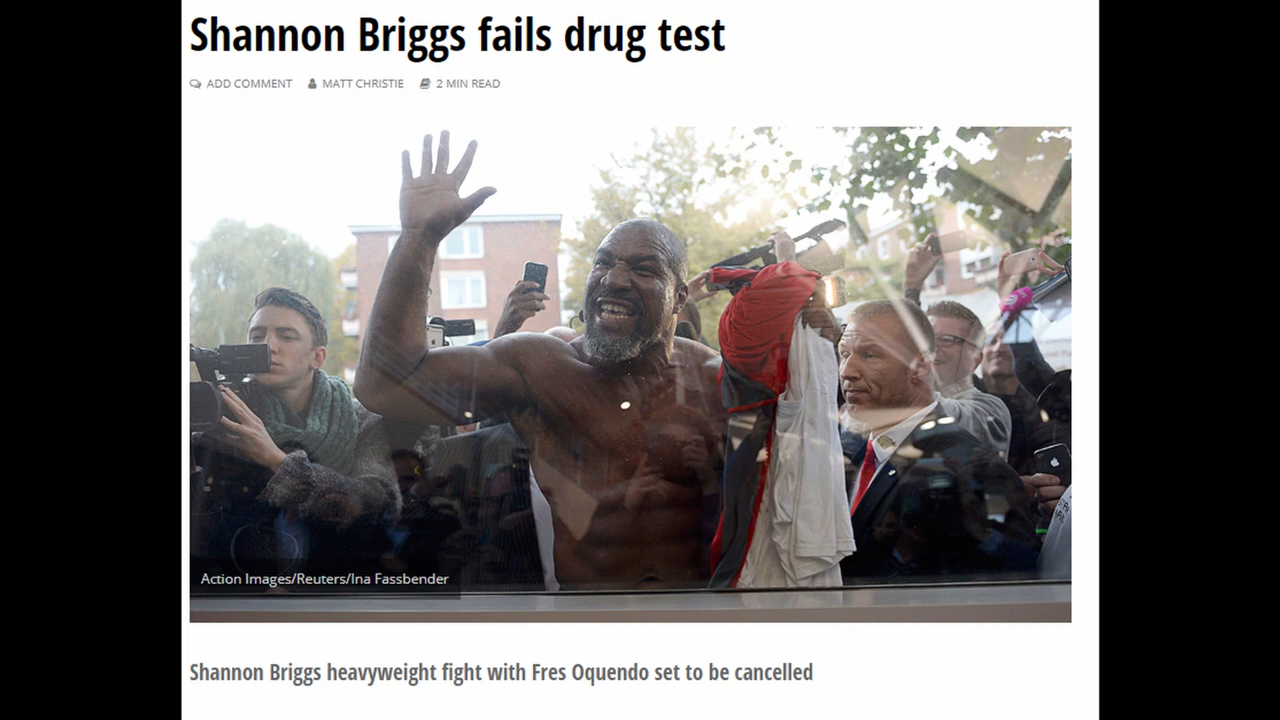 Shannon Briggs fails drug test
ADD COMMENT MATT CHRISTIE 2 MIN READ
Action Images/Reuters/Ina Fassbender
Shannon Briggs heavyweight fight with Fres Oquendo set to be cancelled